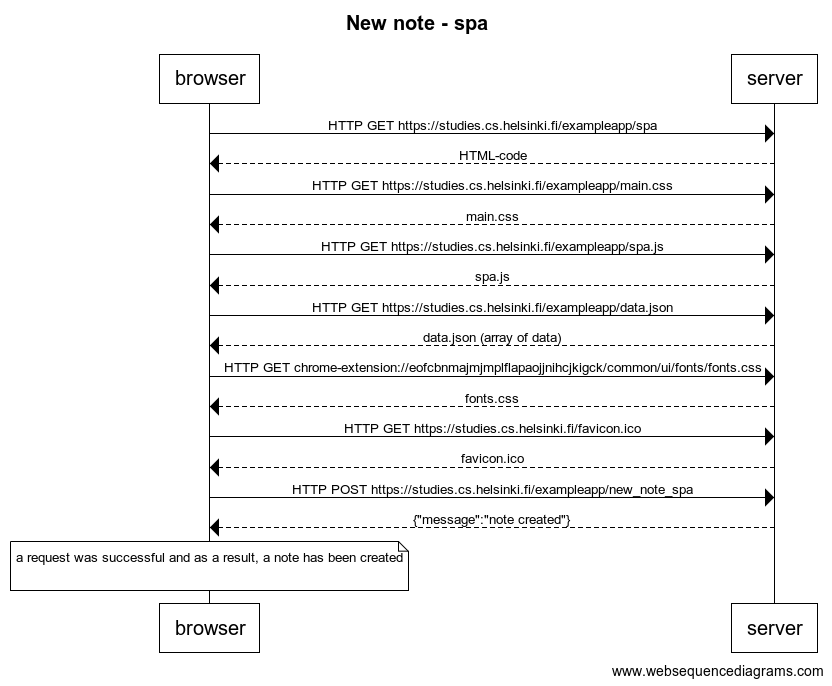 New note - spa
browser
server
HTTP GET https://studies.cs.helsinki.fi/exampleapp/spa
HTML-code
HTTP GET https://studies.cs.helsinki.fi/exampleapp/main.css
main.css
HTTP GET https://studies.cs.helsinki.fi/exampleapp/spa.js
spa.js
HTTP GET https://studies.cs.helsinki.fi/exampleapp/data.json
data.json (array of data)
HTTP GET chrome-extension://eofcbnmajmjmplflapaojjnihcjkigck/common/ui/fonts/fonts.css
fonts.css
HTTP GET https://studies.cs.helsinki.fi/favicon.ico
favicon.ico
HTTP POST https://studies.cs.helsinki.fi/exampleapp/new_note_spa
{"message":"note created"}
a request was successful and as a result, a note has been created
browser
server
www.websequencediagrams.com